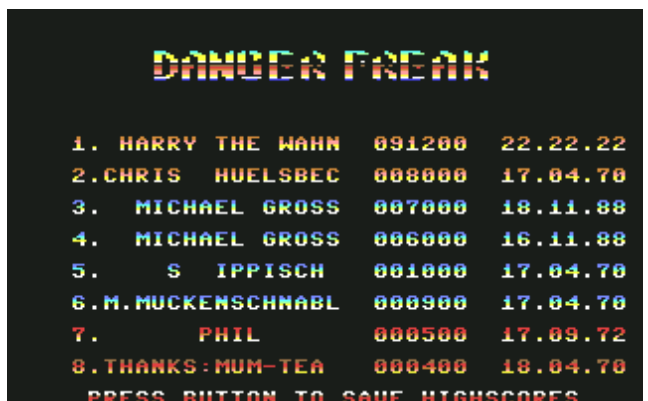 DANGER FREAK
1. HARRY THE WAHN 091200 22.22.22
2.CHRIS HUELSBEC 008000 17.04.70
3. MICHAEL GROSS 007000 18.11.88
4. MICHAEL GROSS 006000 16.11.88
5. S IPPISCH 001000 17.04.70
6.M.MUCKENSCHNABL 000900 17.04.70
7. PHIL 000500 17.09.72
8.THANKS:MUM-TEA 000400 18.04.70
PRESS BUTTON TO SAVE HIGHSCORES